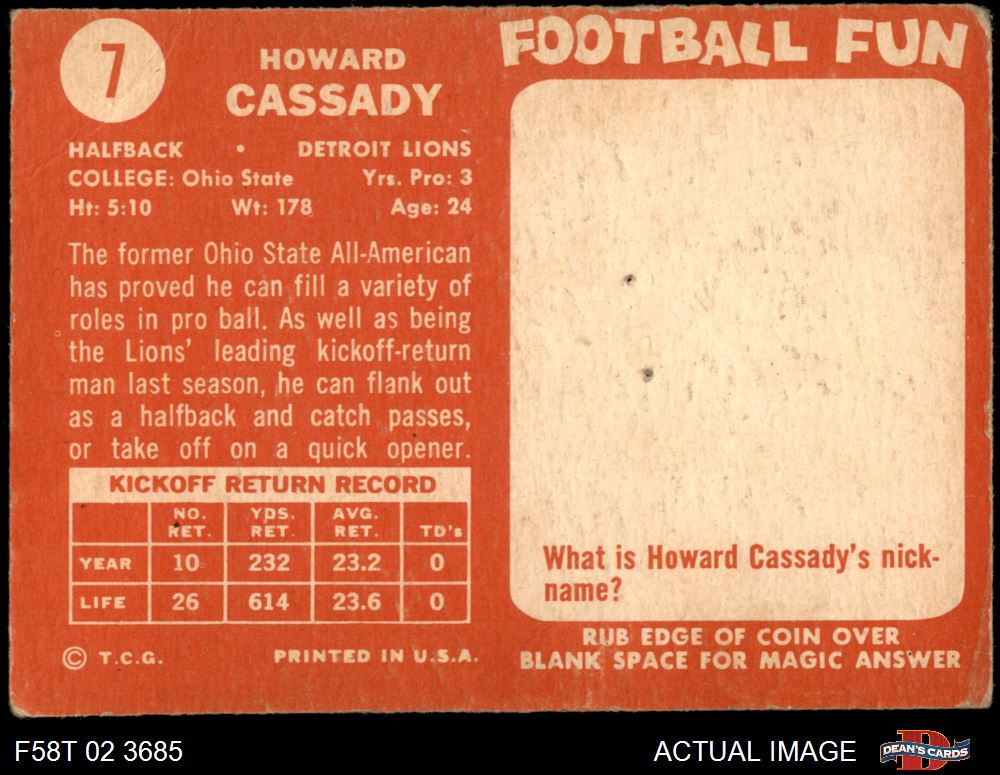 7
HOWARD
CASSADY
HALFBACK • DETROIT LIONS
COLLEGE: Ohio State Yrs. Pro: 3
Ht: 5:10 Wt: 178 Age: 24
The former Ohio State All-American
has proved he can fill a variety of
roles in pro ball. As well as being
the Lions' leading kickoff-return
man last season, he can flank out
as a halfback and catch passes,
or take off on a quick opener.
KICKOFF RETURN RECORD
NO. RET. YDS. RET. AVG. RET. TD's
YEAR 10 232 23.2 0
LIFE 26 614 23.6 0
© T.C.G. PRINTED IN U.S.A.
FOOTBALL FUN
What is Howard Cassady's nick-
name?
RUB EDGE OF COIN OVER
BLANK SPACE FOR MAGIC ANSWER
F58T 02 3685 ACTUAL IMAGE D DEAN'S CARDS